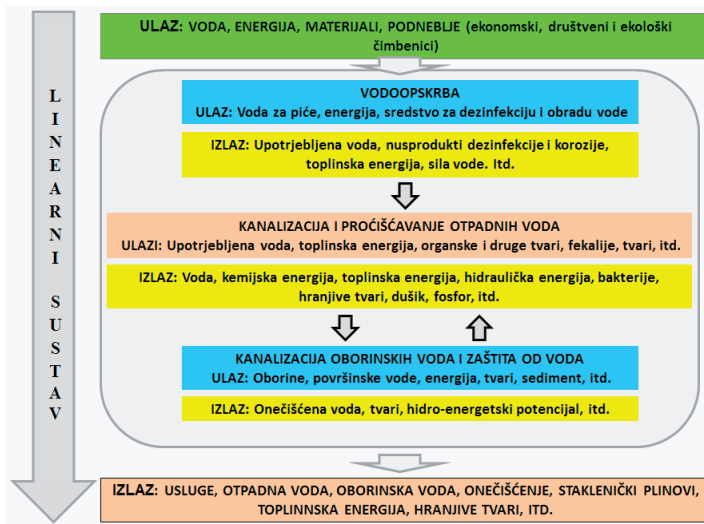 ULAZ: VODA, ENERGIJA, MATERIJALI, PODNEBLJE (ekonomski, društveni i ekološki
čimbenici)
LINEARNI SUSTAV
VODOOPSKRBA
ULAZ: Voda za piće, energija, sredstvo za dezinfekciju i obradu vode
IZLAZ: Upotrjebljena voda, nusprodukti dezinfekcije i korozije,
toplinska energija, sila vode. Itd.
KANALIZACIJA I PROĆIŠĆAVANJE OTPADNIH VODA
ULAZI: Upotrjebljena voda, toplinska energija, organske i druge tvari, fekalije, tvari, itd.
IZLAZ: Voda, kemijska energija, toplinska energija, hidraulička energija, bakterije,
hranjive tvari, dušik, fosfor, itd.
KANALIZACIJA OBORINSKIH VODA I ZAŠTITA OD VODA
ULAZ: Oborine, površinske vode, energija, tvari, sediment, itd.
IZLAZ: Onečišćena voda, tvari, hidro-energetski potencijal, itd.
IZLAZ: USLUGE, OTPADNA VODA, OBORINSKA VODA, ONEČIŠĆENJE, STAKLENIČKI PLINOVI,
TOPLINNSKA ENERGIJA, HRANJIVE TVARI, ITD.